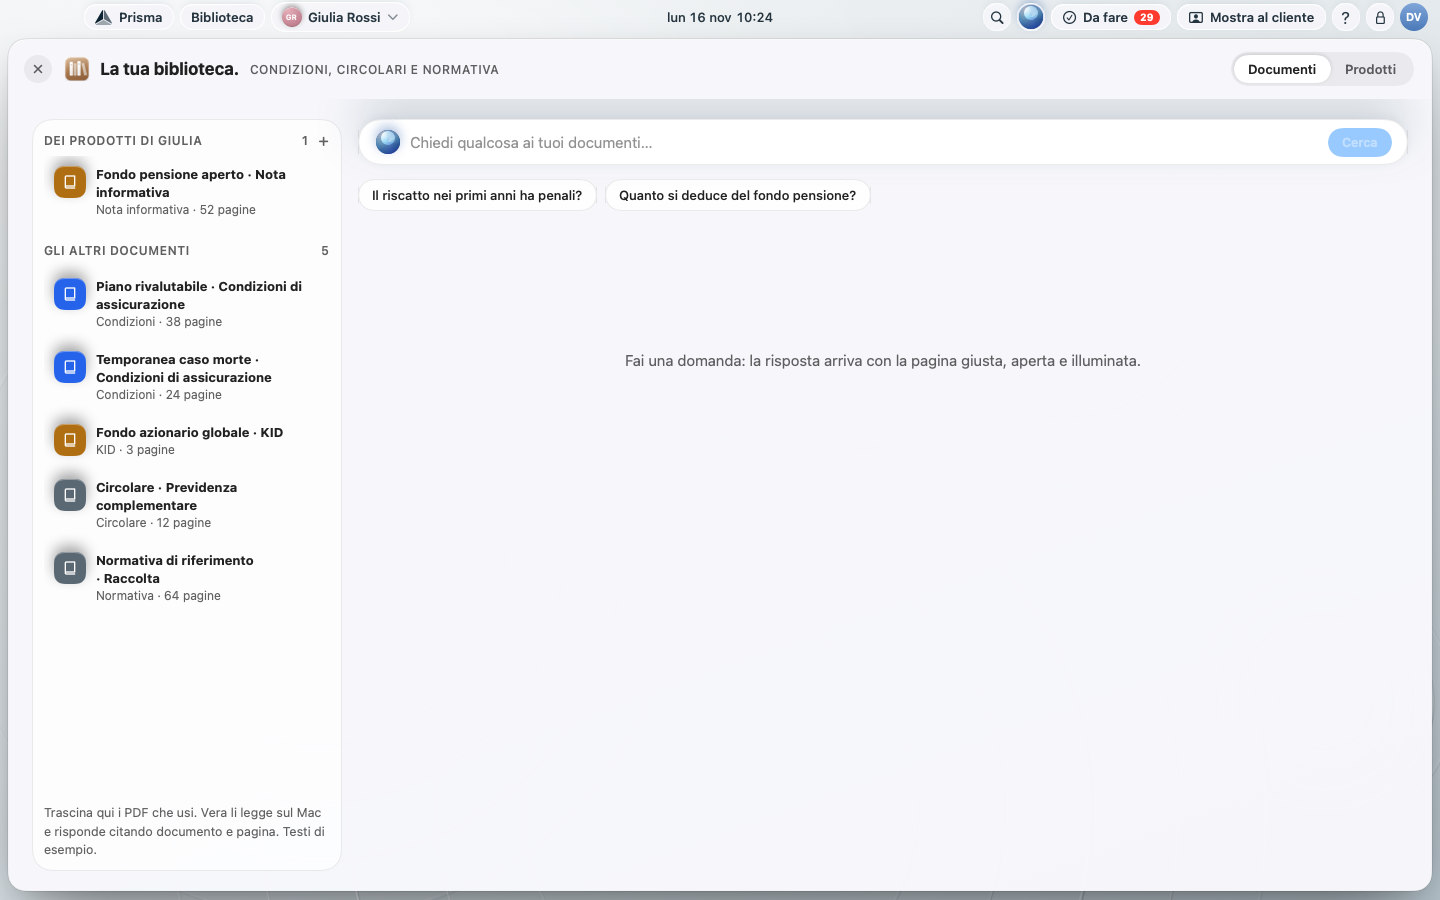 Prisma
Biblioteca
GR
Giulia Rossi
lun 16 nov 10:24
Da fare 29
Mostra al cliente
?
DV
La tua biblioteca.
CONDIZIONI, CIRCOLARI E NORMATIVA
Documenti
Prodotti
DEI PRODOTTI DI GIULIA 1 +
Fondo pensione aperto · Nota
informativa
Nota informativa · 52 pagine
GLI ALTRI DOCUMENTI 5
Piano rivalutabile · Condizioni di
assicurazione
Condizioni · 38 pagine
Temporanea caso morte ·
Condizioni di assicurazione
Condizioni · 24 pagine
Fondo azionario globale · KID
KID · 3 pagine
Circolare · Previdenza
complementare
Circolare · 12 pagine
Normativa di riferimento
· Raccolta
Normativa · 64 pagine
Trascina qui i PDF che usi. Vera li legge sul Mac
e risponde citando documento e pagina. Testi di
esempio.
Chiedi qualcosa ai tuoi documenti...
Cerca
Il riscatto nei primi anni ha penali?
Quanto si deduce del fondo pensione?
Fai una domanda: la risposta arriva con la pagina giusta, aperta e illuminata.